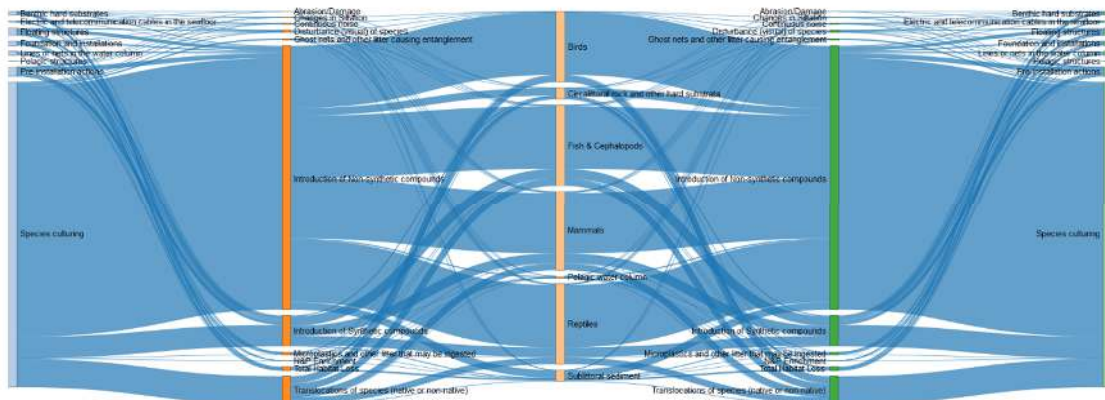 Benthic hard substrates
Electric and telecommunication cables in the seafloor
Floating structures
Foundation and installations
Lines or nets in the water column
Pelagic structures
Pre installation actions
Species culturing
Abrasion/Damage
Changes in Siltation
Continuous noise
Disturbance (visual) of species
Ghost nets and other litter causing entanglement
Introduction of Non-synthetic compounds
Introduction of Synthetic compounds
Microplastics and other litter that may be ingested
N&P Enrichment
Total Habitat Loss
Translocations of species (native or non-native)
Birds
Circalittoral rock and other hard substrata
Fish & Cephalopods
Mammals
Pelagic water column
Reptiles
Sublittoral sediment
Abrasion/Damage
Changes in Siltation
Continuous noise
Disturbance (visual) of species
Ghost nets and other litter causing entanglement
Introduction of Non-synthetic compounds
Introduction of Synthetic compounds
Microplastics and other litter that may be ingested
N&P Enrichment
Total Habitat Loss
Translocations of species (native or non-native)
Benthic hard substrates
Electric and telecommunication cables in the seafloor
Floating structures
Foundation and installations
Lines or nets in the water column
Pelagic structures
Pre installation actions
Species culturing